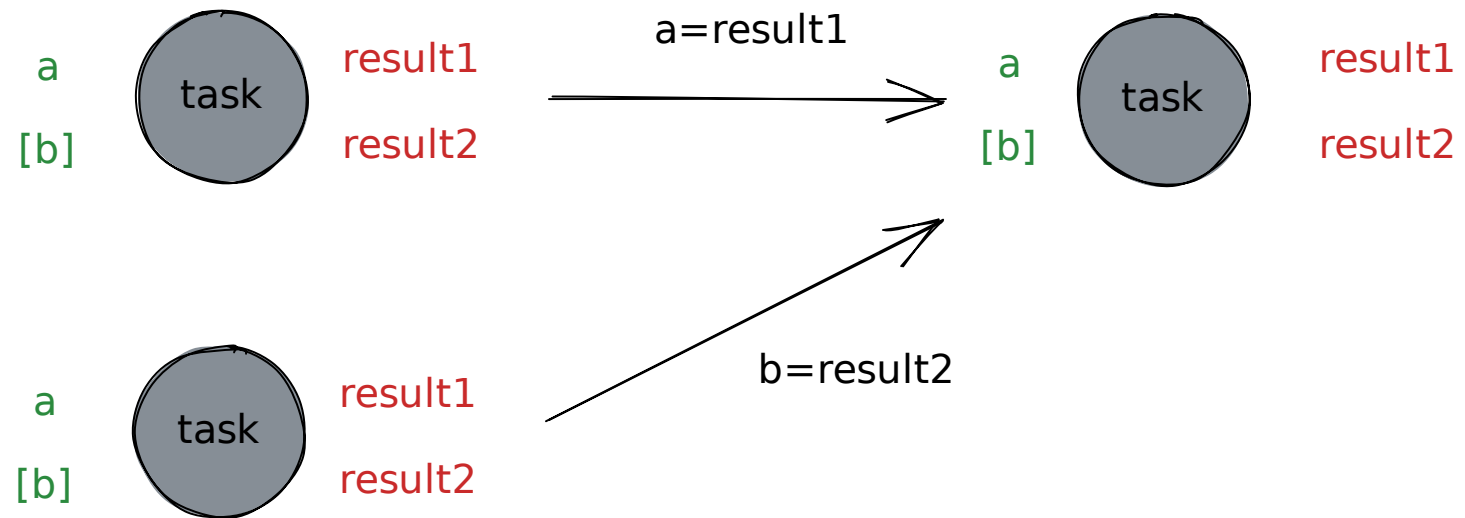 a
[b]
task
result1
result2
a=result1
a
[b]
task
result1
result2
a
[b]
task
result1
result2
b=result2